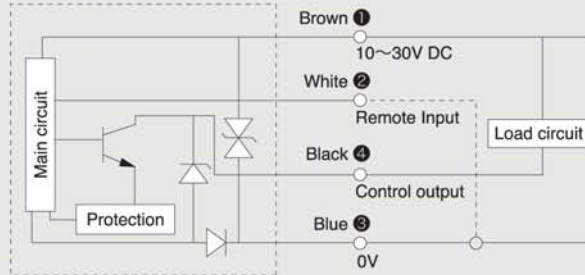 Brown ❶
10～30V DC
White ❷
Remote Input
Main circuit
Load circuit
Black ❹
Control output
Protection
Blue ❸
0V